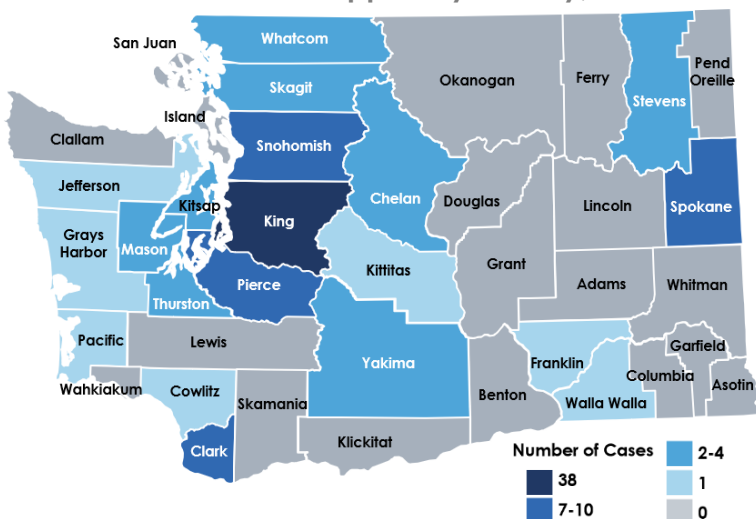 Whatcom
San Juan
Pend
Oreille
Okanogan
Ferry
Skagit
Stevens
Island
Clallam
Snohomish
Jefferson
Chelan
Douglas
Kitsap
Lincoln
Spokane
King
Grays
Harbor
Mason
Grant
Kittitas
Adams
Whitman
Pierce
Thurston
Pacific
Lewis
Garfield
Yakima
Franklin
Columbia
Asotin
Wahkiakum
Cowlitz
Skamania
Benton
Walla Walla
Klickitat
Clark
Number of Cases
38
7-10
2-4
1
0